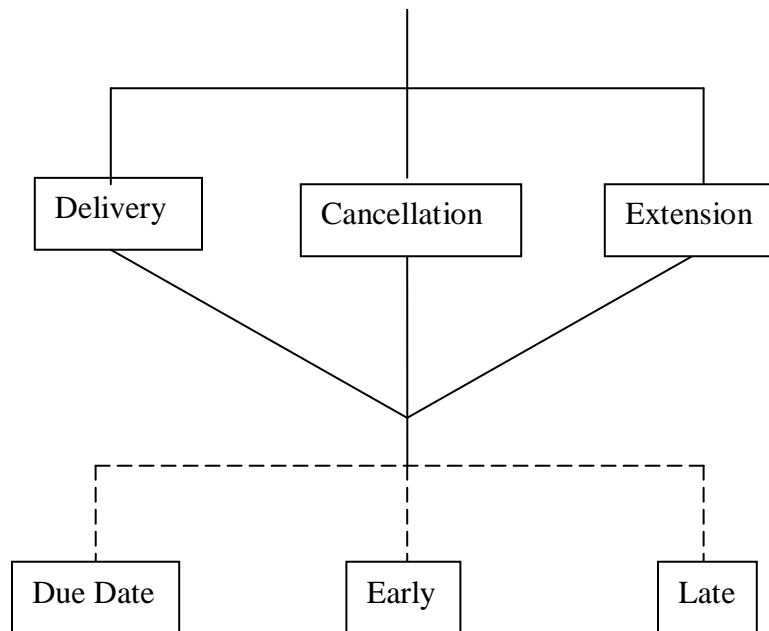 Delivery
Cancellation
Extension
Due Date
Early
Late